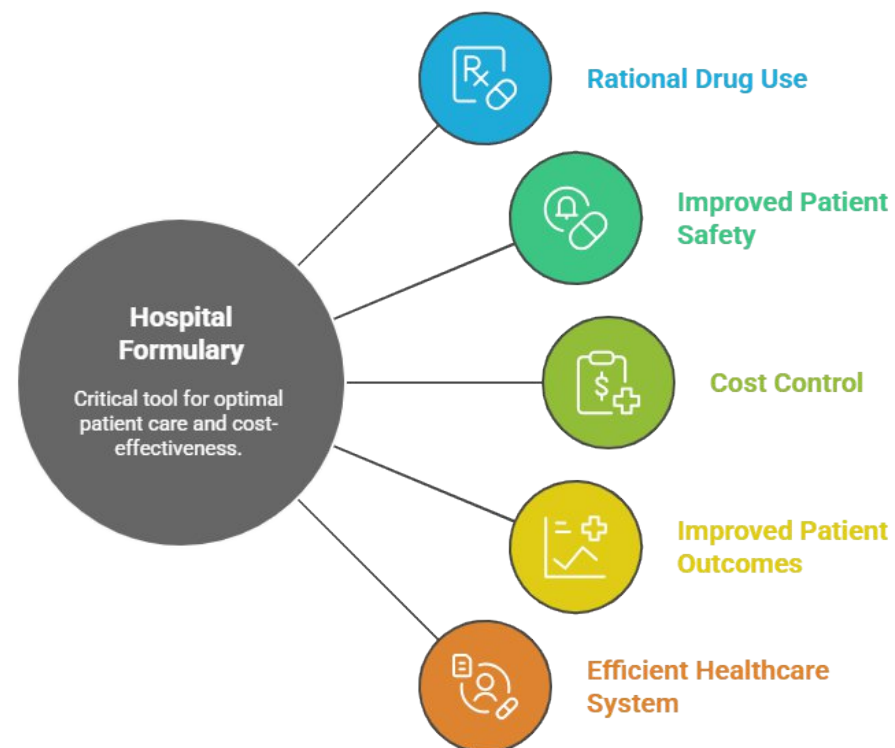 Rx
Rational Drug Use
Improved Patient
Safety
Hospital
Formulary
Critical tool for optimal
patient care and cost-
effectiveness.
$
Cost Control
Improved Patient
Outcomes
Efficient Healthcare
System